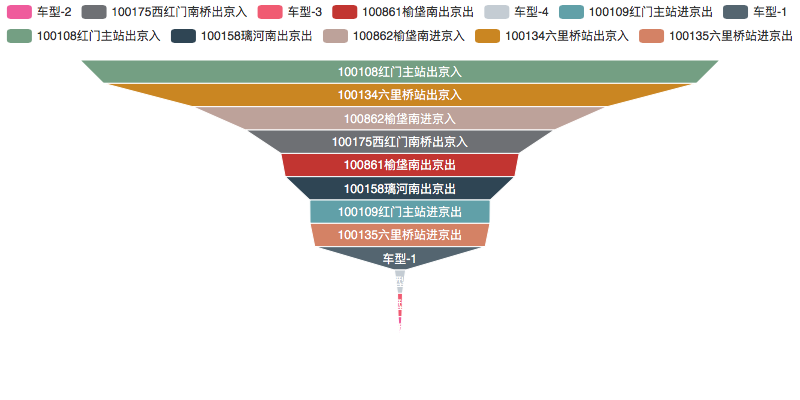 车型-2 100175西红门南桥出京入 车型-3 100861榆垡南出京出 车型-4 100109红门主站进京出 车型-1
100108红门主站出京入 100158璃河南出京出 100862榆垡南进京入 100134六里桥站出京入 100135六里桥站进京出
100108红门主站出京入
100134六里桥站出京入
100862榆垡南进京入
100175西红门南桥出京入
100861榆垡南出京出
100158璃河南出京出
100109红门主站进京出
100135六里桥站进京出
车型-1